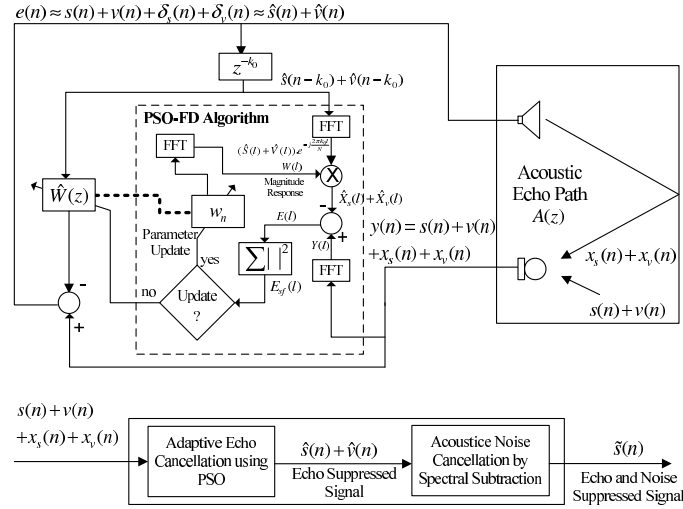 e(n) ≈ s(n) + v(n) + δₛ(n) + δᵥ(n) ≈ ŝ(n) + v̂(n)
z^{-k₀}
ŝ(n−k₀) + v̂(n−k₀)
PSO-FD Algorithm
FFT
FFT
(Ŝ(l) + V̂(l)).e^{-j2πk₀l/N}
W(l)
Magnitude
Response
X
X̂ₛ(l) + X̂ᵥ(l)
Ŵ(z)
wₙ
-
E(l)
+
Y(l)
Parameter
Update
∑| |²
FFT
yes
no
Update
?
E_{sf}(l)
-
+
y(n) = s(n) + v(n)
+xₛ(n) + xᵥ(n)
Acoustic
Echo Path
A(z)
xₛ(n) + xᵥ(n)
s(n) + v(n)
s(n) + v(n)
+xₛ(n) + xᵥ(n)
Adaptive Echo
Cancellation using
PSO
ŝ(n) + v̂(n)
Echo Suppressed
Signal
Acoustice Noise
Cancellation by
Spectral Subtraction
s̃(n)
Echo and Noise
Suppressed Signal